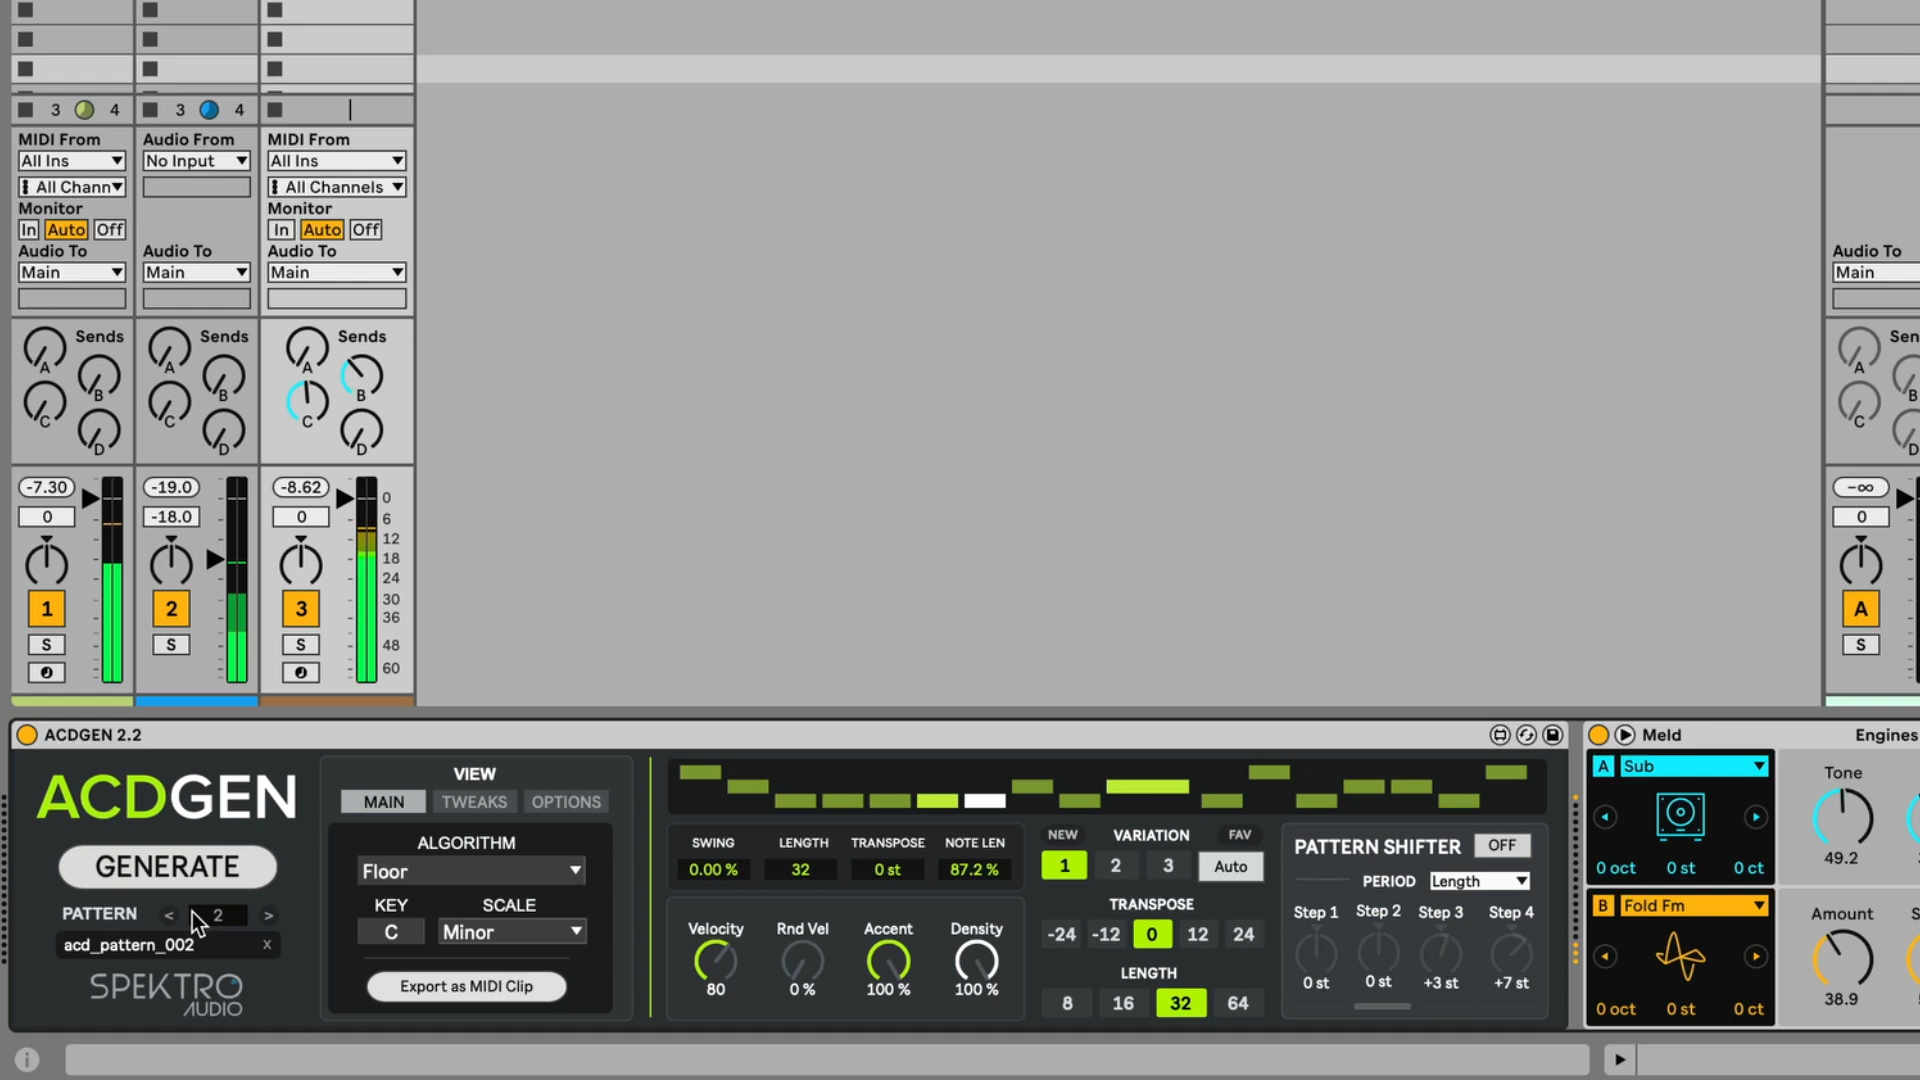 3 4 3 4
MIDI From Audio From MIDI From
All Ins No Input All Ins
All Chann All Channels
Monitor Monitor
In Auto Off In Auto Off
Audio To Audio To Audio To Audio To
Main Main Main Main
Sends Sends Sends Sen
A A A A
B B B B
C C C C
D D D D
-7.30 -19.0 -8.62 0 -∞
0 -18.0 0 6 0
12
18
24
30
1 2 3 A
36
S S S 48 S
60
ACDGEN 2.2 Meld Engines
ACDGEN
GENERATE
PATTERN < 2 >
acd_pattern_002 x
SPEKTRO
AUDIO
VIEW
MAIN TWEAKS OPTIONS
ALGORITHM
Floor
KEY SCALE
C Minor
Export as MIDI Clip
SWING LENGTH TRANSPOSE NOTE LEN
0.00 % 32 0 st 87.2 %
Velocity Rnd Vel Accent Density
80 0 % 100 % 100 %
NEW VARIATION FAV
1 2 3 Auto
TRANSPOSE
-24 -12 0 12 24
LENGTH
8 16 32 64
PATTERN SHIFTER OFF
PERIOD Length
Step 1 Step 2 Step 3 Step 4
0 st 0 st +3 st +7 st
A Sub
0 oct 0 st 0 ct
B Fold Fm
0 oct 0 st 0 ct
Tone
49.2
Amount S
38.9